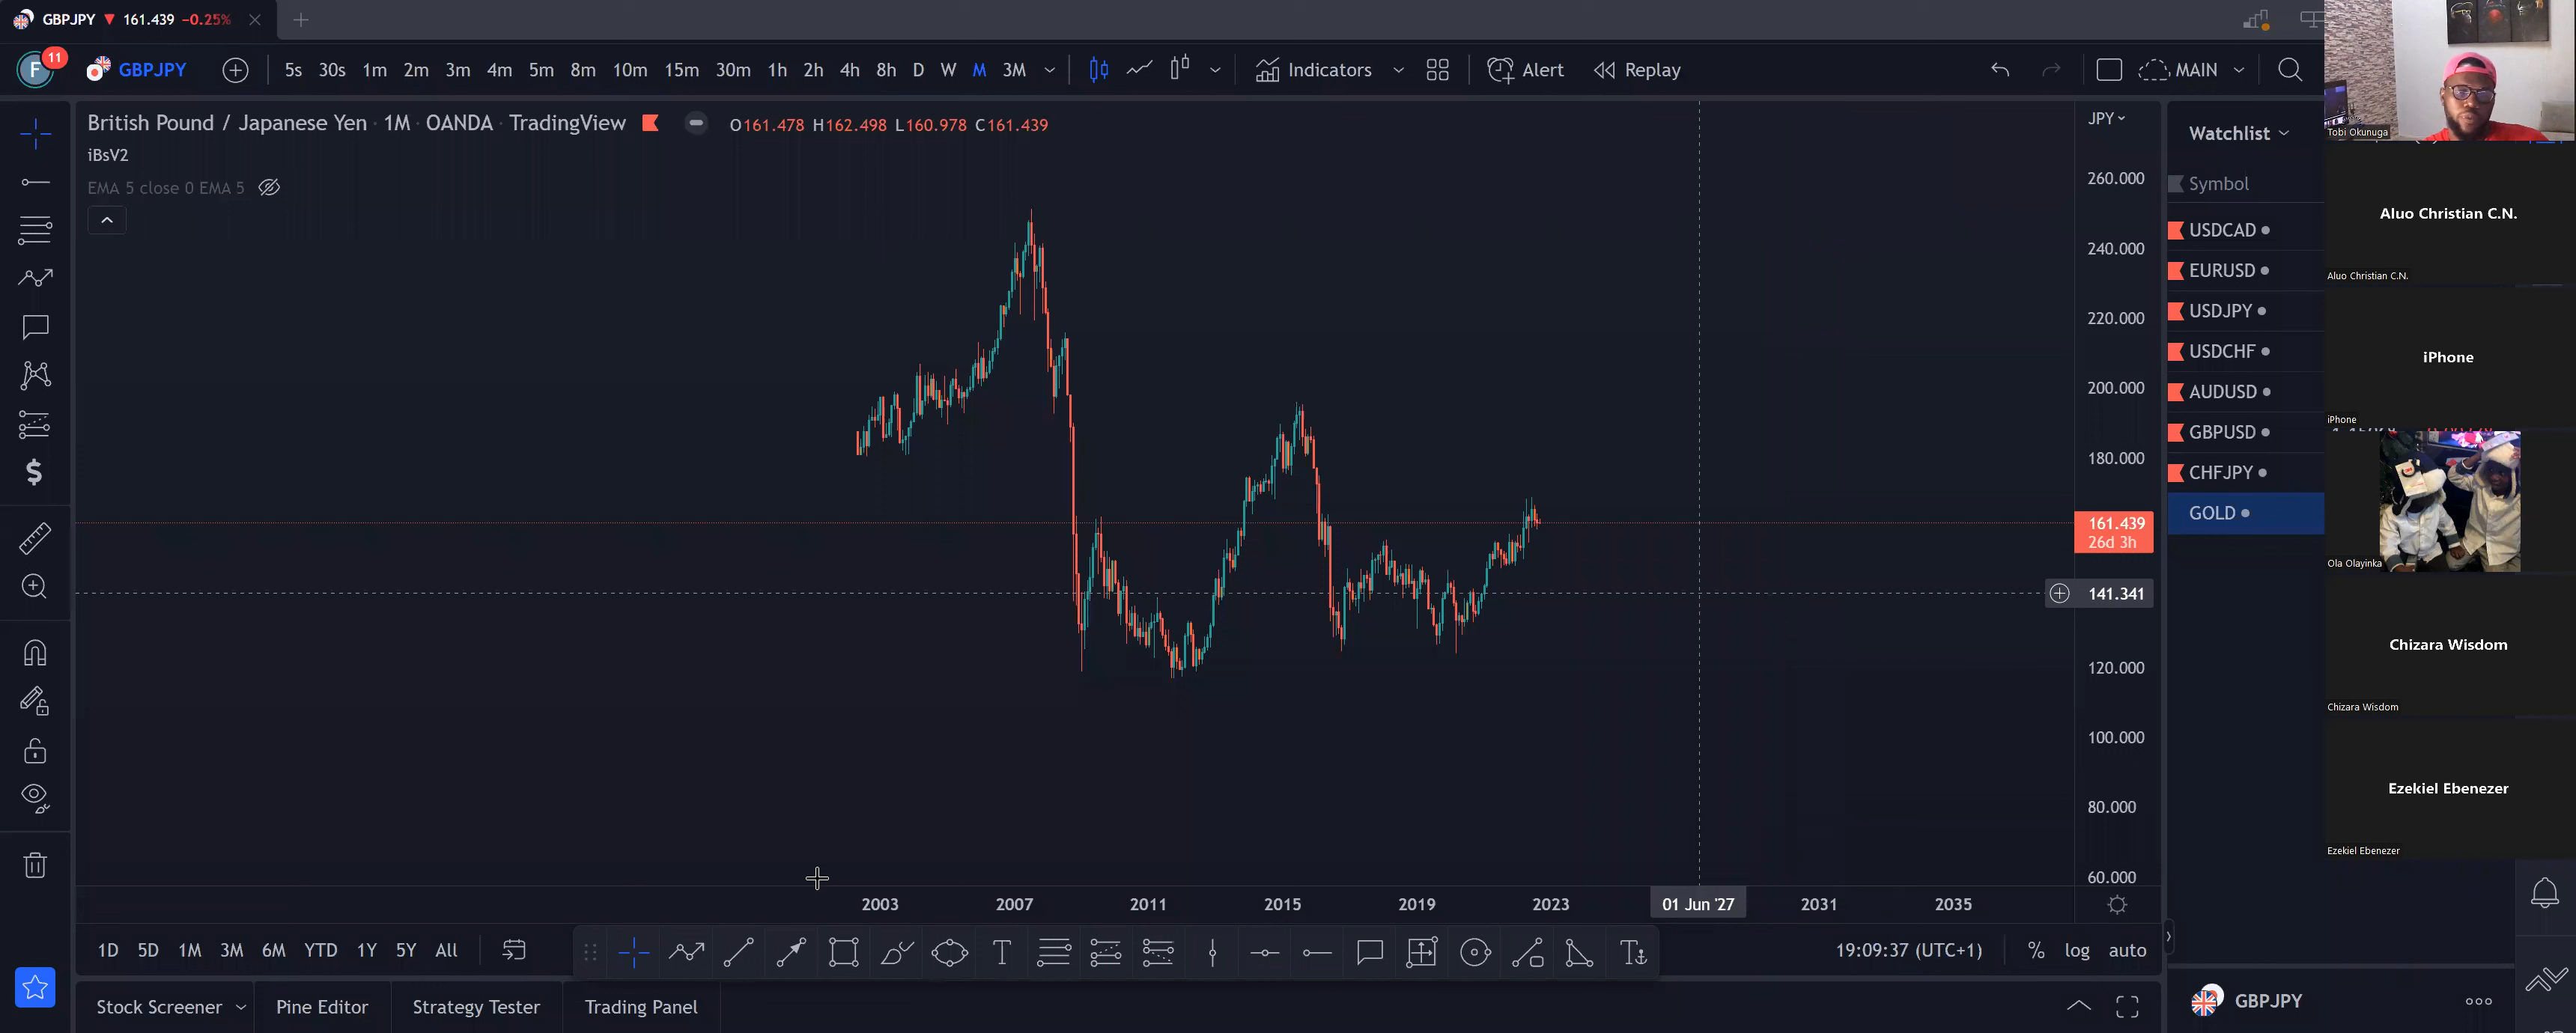 GBPJPY ▼ 161.439 −0.25%
F 11 GBPJPY 5s 30s 1m 2m 3m 4m 5m 8m 10m 15m 30m 1h 2h 4h 8h D W M 3M Indicators Alert Replay MAIN
British Pound / Japanese Yen · 1M · OANDA · TradingView O161.478 H162.498 L160.978 C161.439
iBsV2
EMA 5 close 0 EMA 5
JPY
260.000
240.000
220.000
200.000
180.000
161.439
26d 3h
141.341
120.000
100.000
80.000
60.000
2003 2007 2011 2015 2019 2023 01 Jun '27 2031 2035
1D 5D 1M 3M 6M YTD 1Y 5Y All
19:09:37 (UTC+1) % log auto
Stock Screener Pine Editor Strategy Tester Trading Panel
Watchlist
Symbol
USDCAD
EURUSD
USDJPY
USDCHF
AUDUSD
GBPUSD
CHFJPY
GOLD
GBPJPY
Tobi Okunuga
Aluo Christian C.N.
Aluo Christian C.N.
iPhone
iPhone
Ola Olayinka
Chizara Wisdom
Chizara Wisdom
Ezekiel Ebenezer
Ezekiel Ebenezer